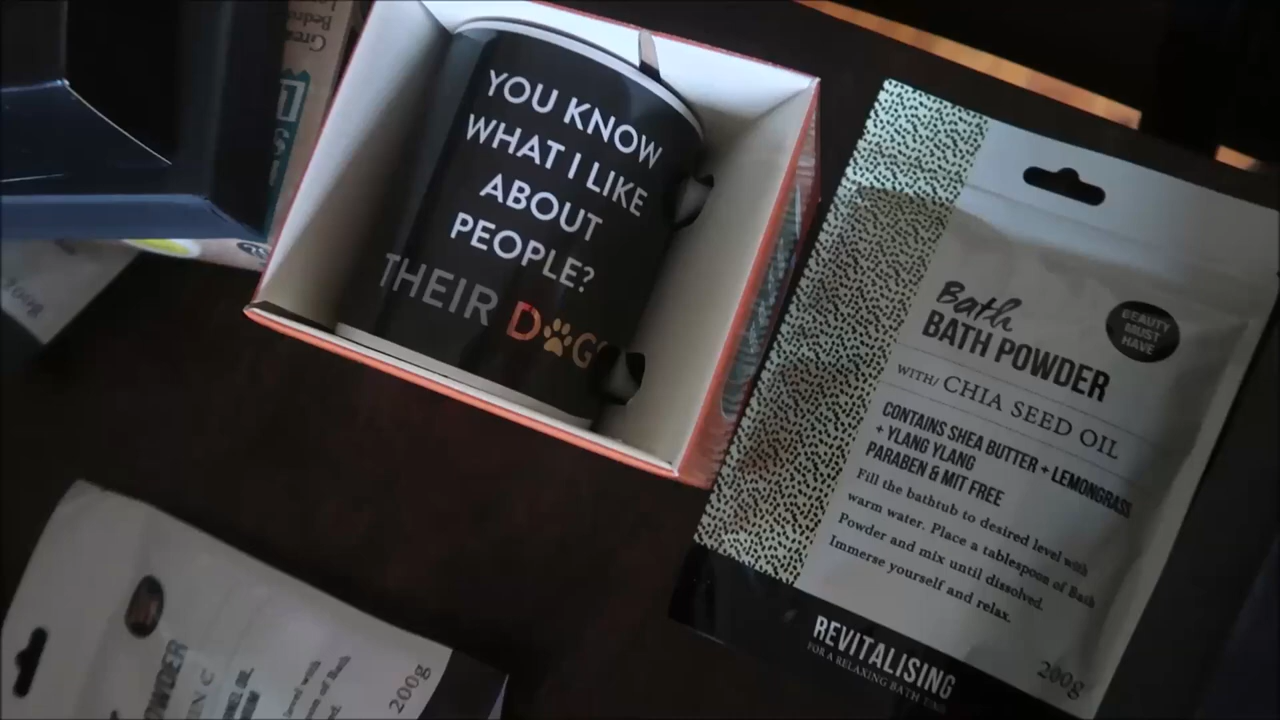 YOU KNOW
WHAT I LIKE
ABOUT
PEOPLE?
THEIR DOG
Bath
BATH POWDER
BEAUTY
MUST
HAVE
WITH/ CHIA SEED OIL
CONTAINS SHEA BUTTER + LEMONGRASS
+ YLANG YLANG
PARABEN & MIT FREE
Fill the bathtub to desired level with
warm water. Place a tablespoon of Bath
Powder and mix until dissolved.
Immerse yourself and relax.
REVITALISING
FOR A RELAXING BATH TIME
200g
200g